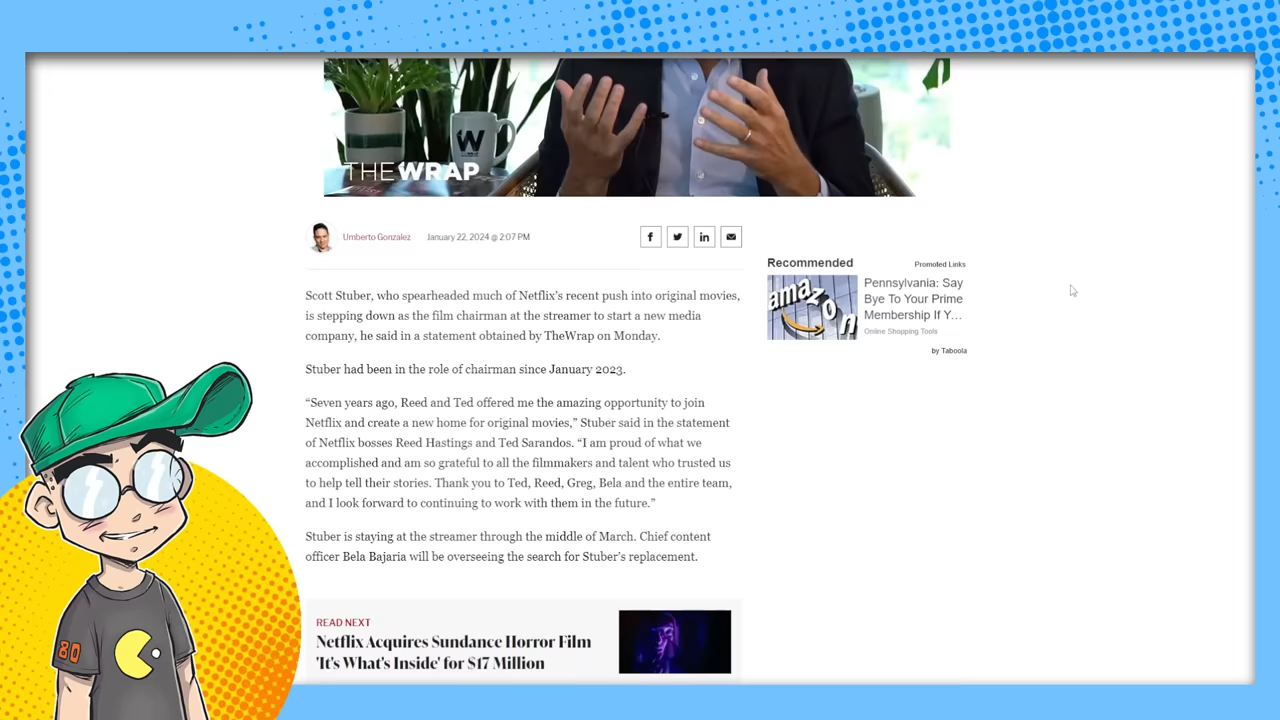 W
THEWRAP
Umberto Gonzalez
January 22, 2024 @ 2:07 PM
f
in
Scott Stuber, who spearheaded much of Netflix's recent push into original movies,
is stepping down as the film chairman at the streamer to start a new media
company, he said in a statement obtained by TheWrap on Monday.
Stuber had been in the role of chairman since January 2023.
“Seven years ago, Reed and Ted offered me the amazing opportunity to join
Netflix and create a new home for original movies,” Stuber said in the statement
of Netflix bosses Reed Hastings and Ted Sarandos. “I am proud of what we
accomplished and am so grateful to all the filmmakers and talent who trusted us
to help tell their stories. Thank you to Ted, Reed, Greg, Bela and the entire team,
and I look forward to continuing to work with them in the future.”
Stuber is staying at the streamer through the middle of March. Chief content
officer Bela Bajaria will be overseeing the search for Stuber’s replacement.
READ NEXT
Netflix Acquires Sundance Horror Film
'It's What's Inside' for $17 Million
Recommended
Promoted Links
amazon
Pennsylvania: Say
Bye To Your Prime
Membership If Y...
Online Shopping Tools
by Taboola
80